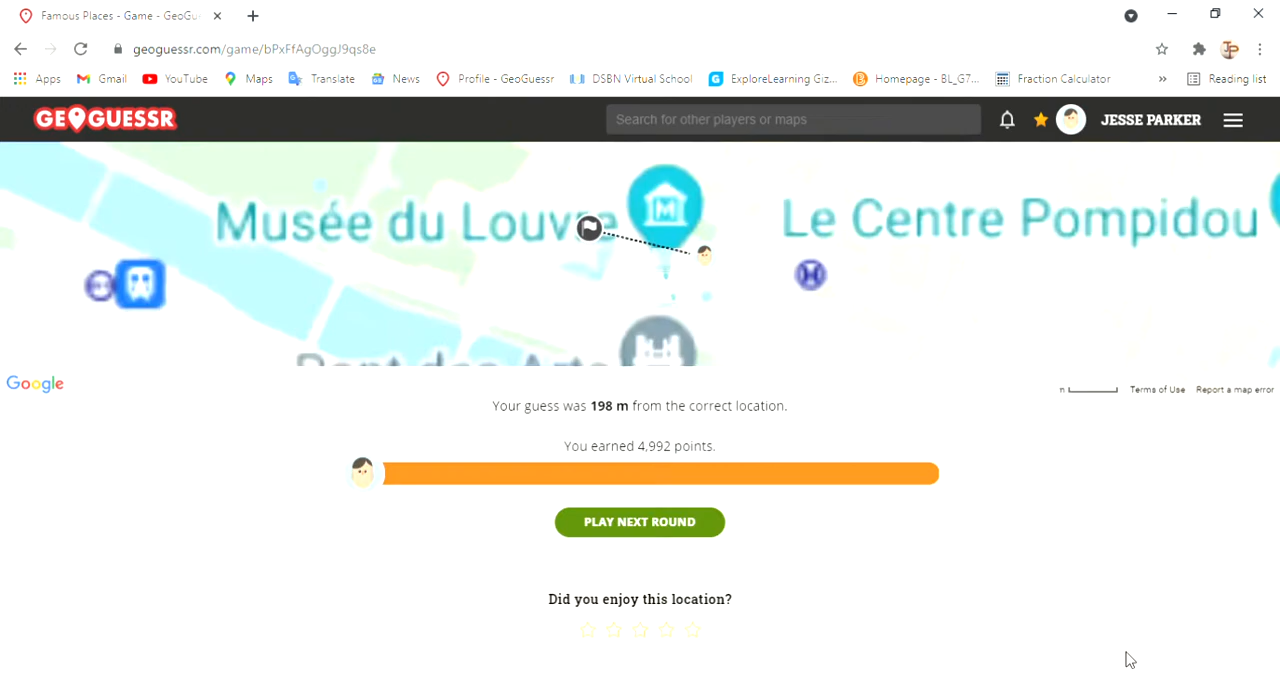 Famous Places - Game - GeoGu
geoguessr.com/game/bPxFfAgOggJ9qs8e
Apps Gmail YouTube Maps Translate News Profile - GeoGuessr DSBN Virtual School ExploreLearning Giz... Homepage - BL_G7... Fraction Calculator » Reading list
GEOGUESSR Search for other players or maps JESSE PARKER
Musée du Louvre Le Centre Pompidou
Pont des Arts
Google
Terms of Use Report a map error
Your guess was 198 m from the correct location.
You earned 4,992 points.
PLAY NEXT ROUND
Did you enjoy this location?